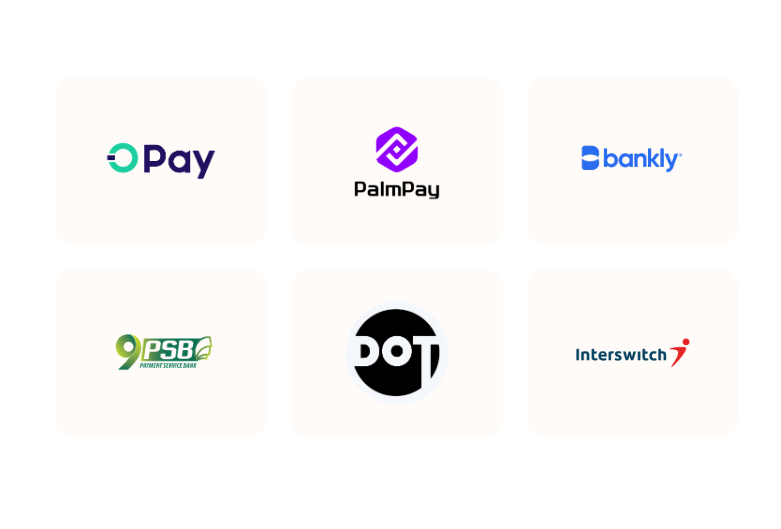 OPay
PalmPay
bankly
9PSB
PAYMENT SERVICE BANK
DOT
Interswitch